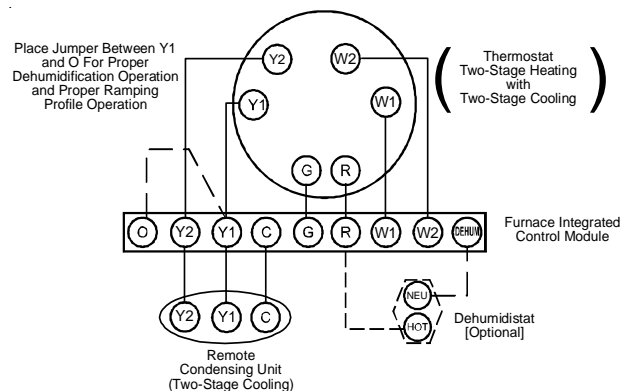 Place Jumper Between Y1
and O For Proper
Dehumidification Operation
and Proper Ramping
Profile Operation
Y2
W2
Y1
W1
G
R
(
Thermostat
Two-Stage Heating
with
Two-Stage Cooling
)
O
Y2
Y1
C
G
R
W1
W2
DEHUM
Furnace Integrated
Control Module
Y2
Y1
C
NEU
HOT
Dehumidistat
[Optional]
Remote
Condensing Unit
(Two-Stage Cooling)